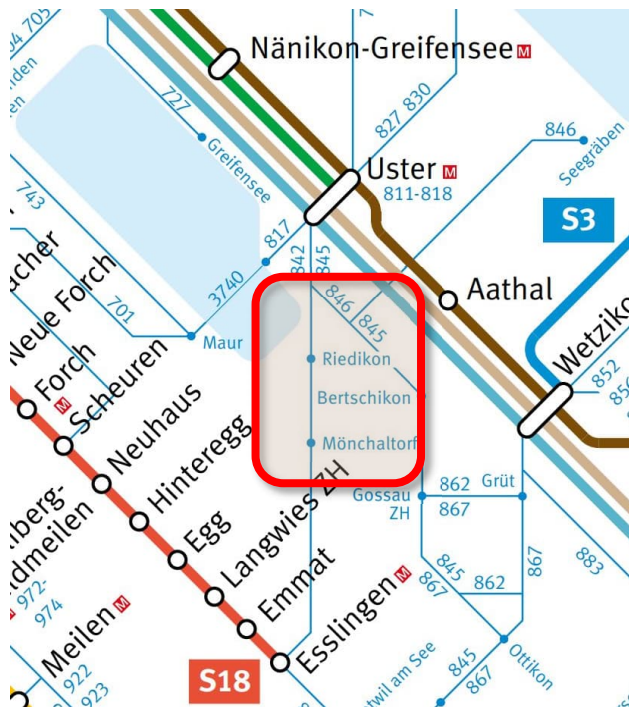 705
Nänikon-Greifensee M
727
827 830
846
Greifensee
Uster M
811-818
Seegräben
743
S3
817
842
845
Aathal
3740
701
846
845
Maur
Neue Forch
Forch
M
Scheuren
Riedikon
Wetziko
852
Neuhaus
Bertschikon
Hinteregg
Mönchaltorf
Egg
Langwies ZH
Gossau
ZH
862
867
Grüt
Emmat
845
867
862
867
883
972-
974
M
Esslingen M
Meilen M
Ottikon
845
867
S18
922
923